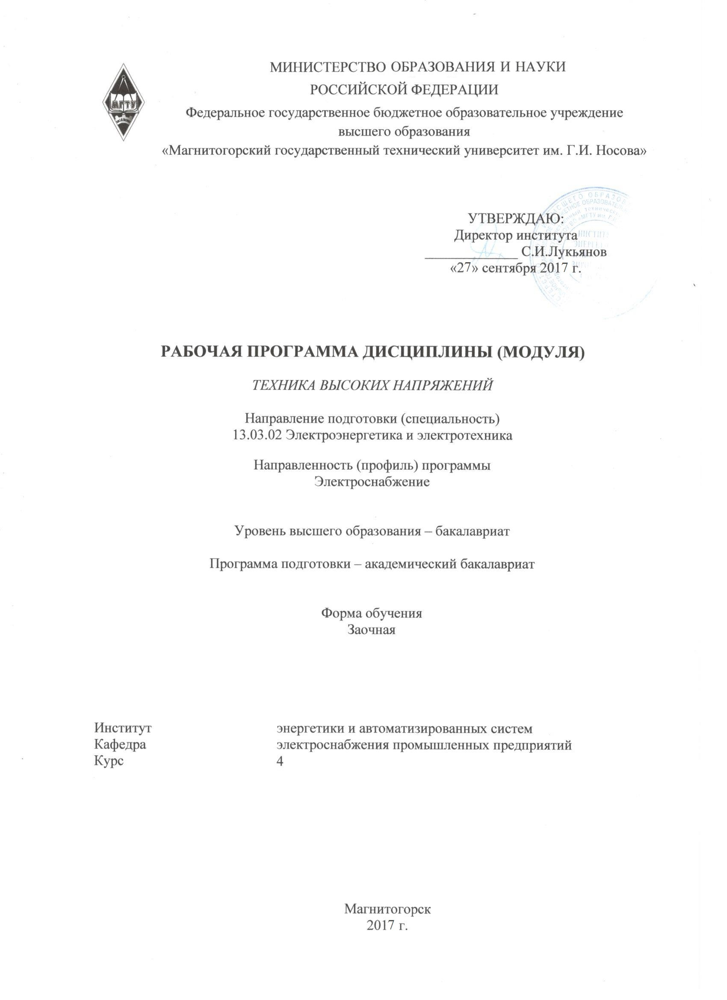 МИНИСТЕРСТВО ОБРАЗОВАНИЯ И НАУКИ
РОССИЙСКОЙ ФЕДЕРАЦИИ
Федеральное государственное бюджетное образовательное учреждение
высшего образования
«Магнитогорский государственный технический университет им. Г.И. Носова»
МГТУ
УТВЕРЖДАЮ:
Директор института
_____________ С.И.Лукьянов
«27» сентября 2017 г.
РАБОЧАЯ ПРОГРАММА ДИСЦИПЛИНЫ (МОДУЛЯ)
ТЕХНИКА ВЫСОКИХ НАПРЯЖЕНИЙ
Направление подготовки (специальность)
13.03.02 Электроэнергетика и электротехника
Направленность (профиль) программы
Электроснабжение
Уровень высшего образования – бакалавриат
Программа подготовки – академический бакалавриат
Форма обучения
Заочная
Институт энергетики и автоматизированных систем
Кафедра электроснабжения промышленных предприятий
Курс 4
Магнитогорск
2017 г.